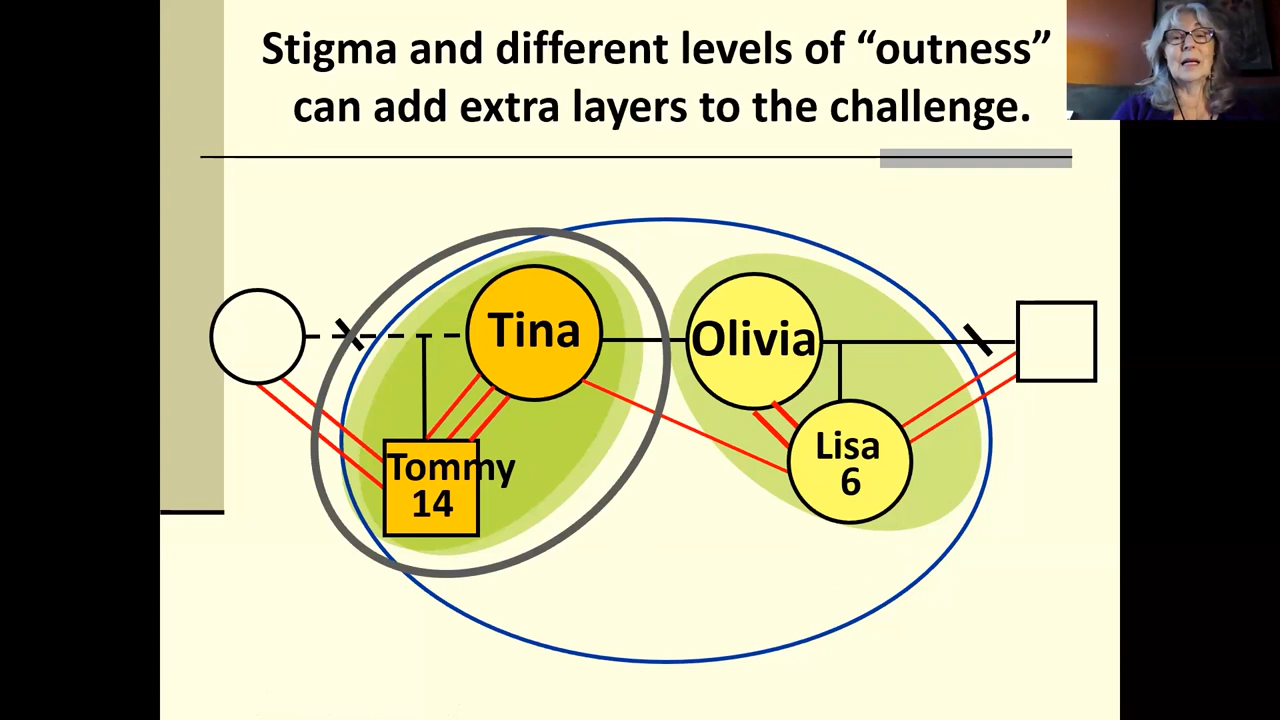 Stigma and different levels of “outness”
can add extra layers to the challenge.
Tina
Olivia
Tommy
14
Lisa
6